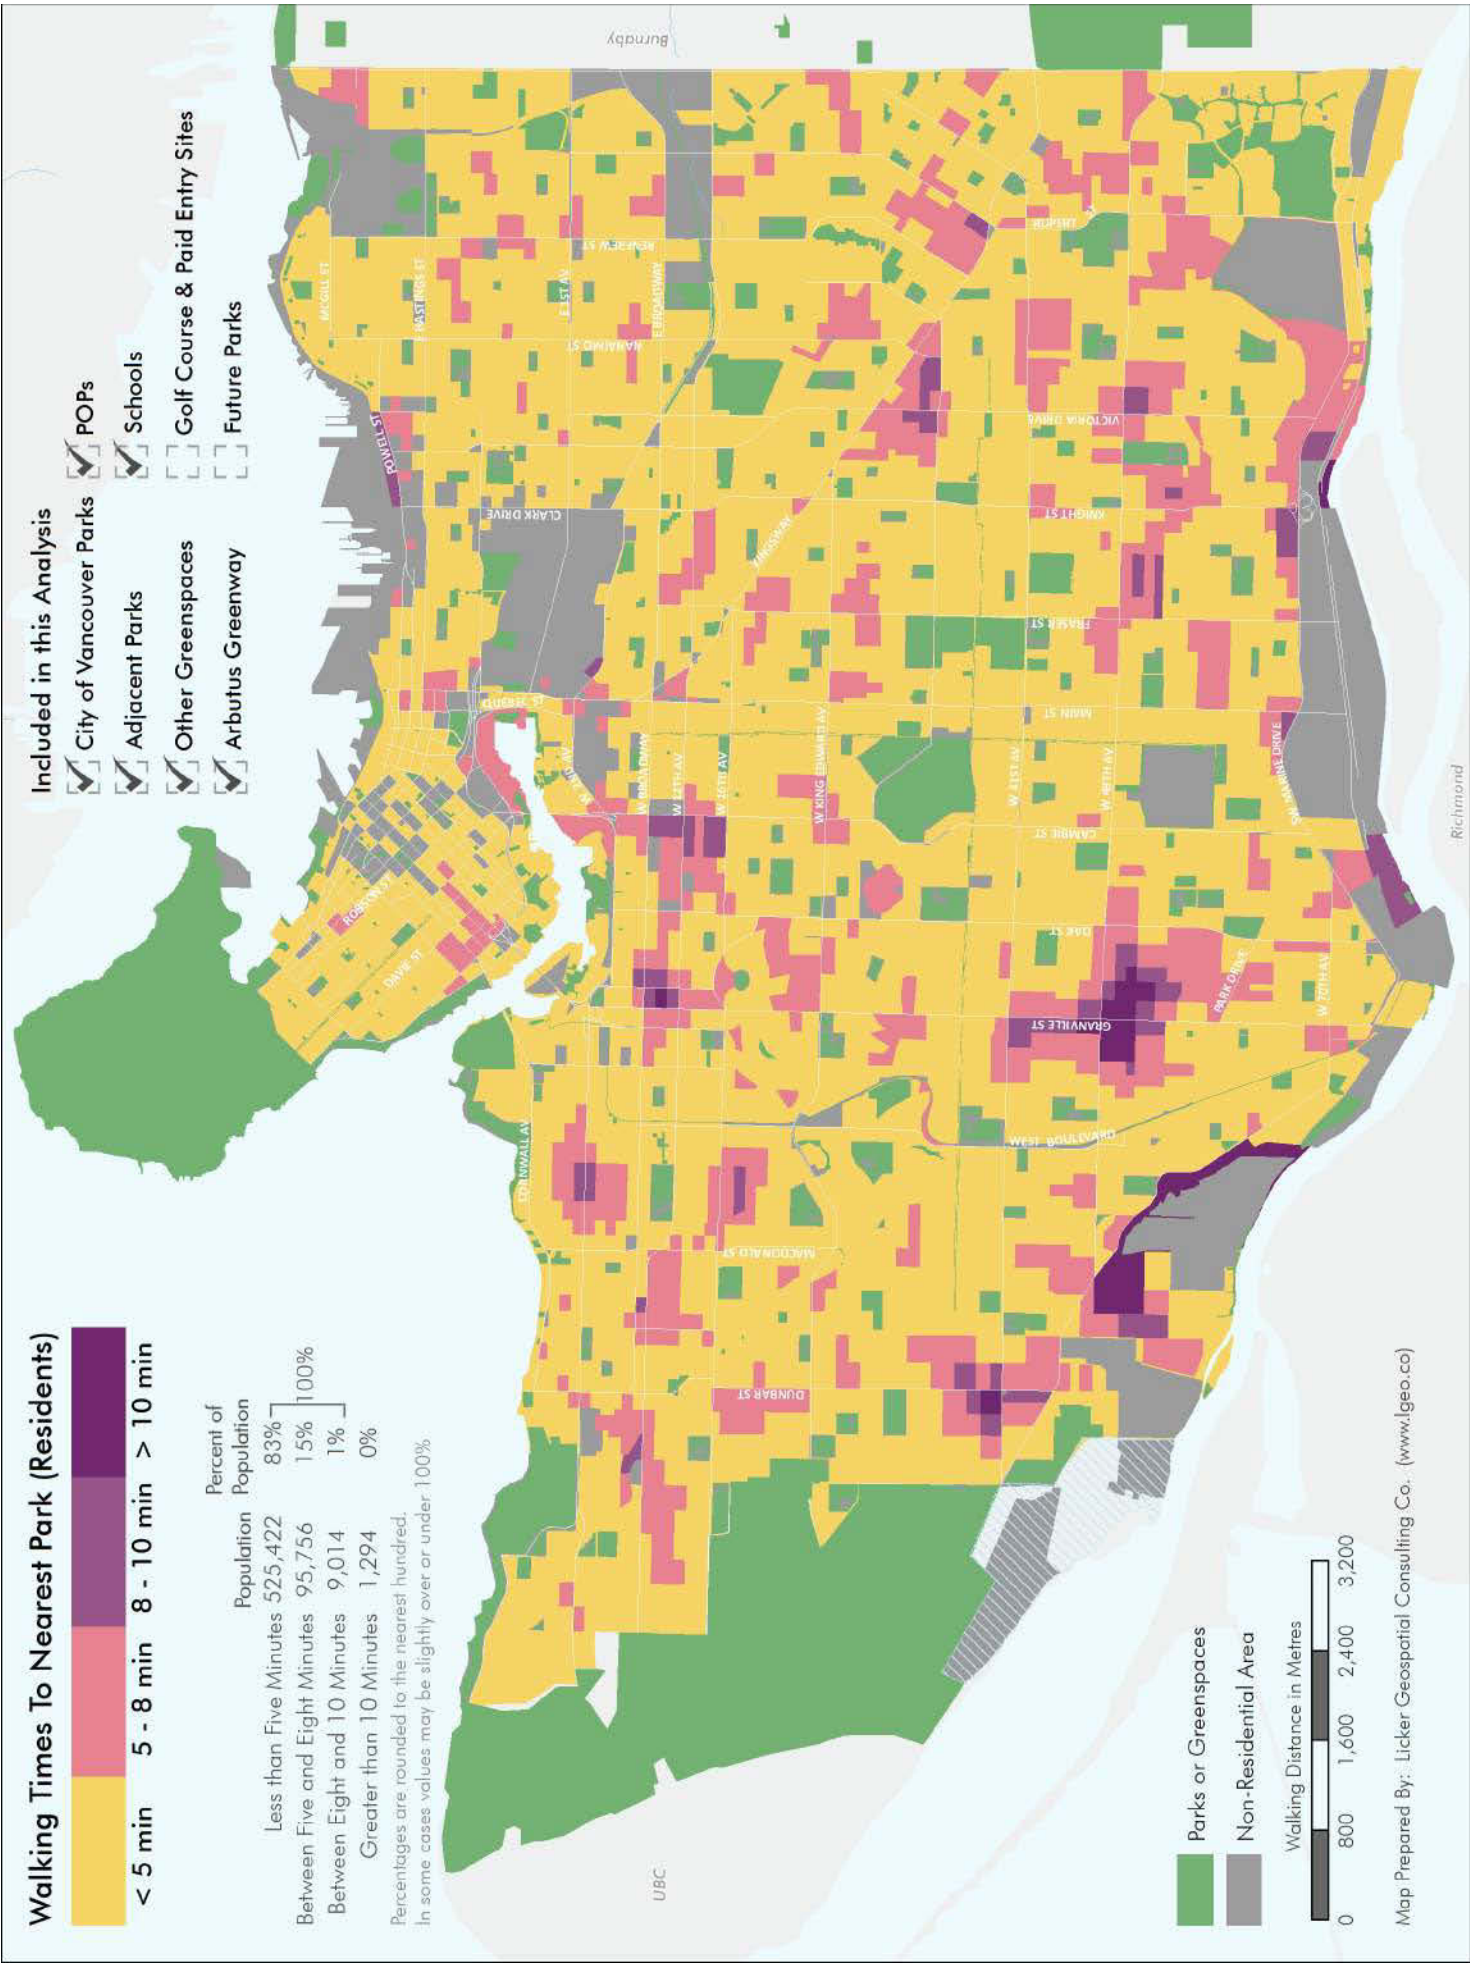 Walking Times To Nearest Park (Residents)
< 5 min
5 - 8 min
8 - 10 min
> 10 min
Population
Percent of
Population
Less than Five Minutes 525,422 83%
Between Five and Eight Minutes 95,756 15%
100%
Between Eight and 10 Minutes 9,014 1%
Greater than 10 Minutes 1,294 0%
Percentages are rounded to the nearest hundred.
In some cases values may be slightly over or under 100%
Included in this Analysis
City of Vancouver Parks
POPs
Adjacent Parks
Schools
Other Greenspaces
Golf Course & Paid Entry Sites
Arbutus Greenway
Future Parks
Burnaby
UBC
Richmond
POWELL ST
MCGILL ST
HASTINGS ST
E 1ST AV
E BROADWAY
RENFREW ST
NANAIMO ST
CLARK DRIVE
QUEBEC ST
ROBSON ST
DAVIE ST
CORNWALL AV
W 2ND AV
W BROADWAY
W 12TH AV
W 16TH AV
W KING EDWARD AV
KINGSWAY
MACDONALD ST
DUNBAR ST
WEST BOULEVARD
GRANVILLE ST
OAK ST
CAMBIE ST
MAIN ST
FRASER ST
KNIGHT ST
VICTORIA DRIVE
W 41ST AV
W 49TH AV
PARK DRIVE
W 70TH AV
SW MARINE DRIVE
Parks or Greenspaces
Non-Residential Area
Walking Distance in Metres
0 800 1,600 2,400 3,200
Map Prepared By: Licker Geospatial Consulting Co. (www.lgeo.co)